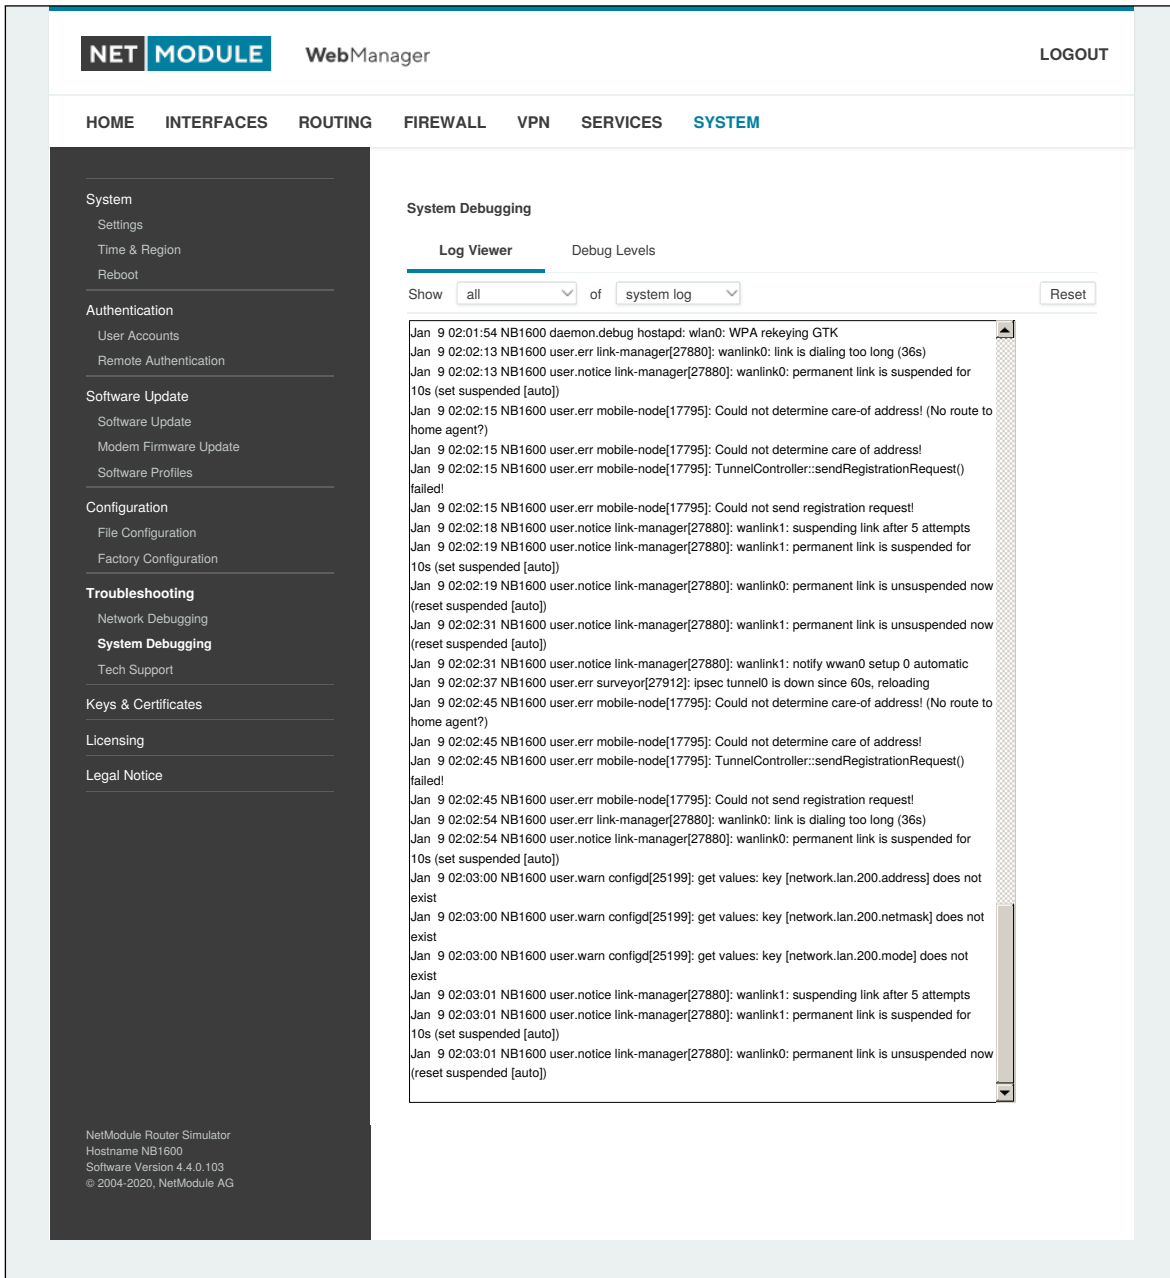 NET MODULE WebManager LOGOUT
HOME INTERFACES ROUTING FIREWALL VPN SERVICES SYSTEM
System
Settings
Time & Region
Reboot
Authentication
User Accounts
Remote Authentication
Software Update
Software Update
Modem Firmware Update
Software Profiles
Configuration
File Configuration
Factory Configuration
Troubleshooting
Network Debugging
System Debugging
Tech Support
Keys & Certificates
Licensing
Legal Notice
NetModule Router Simulator
Hostname NB1600
Software Version 4.4.0.103
© 2004-2020, NetModule AG
System Debugging
Log Viewer Debug Levels
Show all of system log Reset
Jan  9 02:01:54 NB1600 daemon.debug hostapd: wlan0: WPA rekeying GTK
Jan  9 02:02:13 NB1600 user.err link-manager[27880]: wanlink0: link is dialing too long (36s)
Jan  9 02:02:13 NB1600 user.notice link-manager[27880]: wanlink0: permanent link is suspended for
10s (set suspended [auto])
Jan  9 02:02:15 NB1600 user.err mobile-node[17795]: Could not determine care-of address! (No route to
home agent?)
Jan  9 02:02:15 NB1600 user.err mobile-node[17795]: Could not determine care of address!
Jan  9 02:02:15 NB1600 user.err mobile-node[17795]: TunnelController::sendRegistrationRequest()
failed!
Jan  9 02:02:15 NB1600 user.err mobile-node[17795]: Could not send registration request!
Jan  9 02:02:18 NB1600 user.notice link-manager[27880]: wanlink1: suspending link after 5 attempts
Jan  9 02:02:19 NB1600 user.notice link-manager[27880]: wanlink1: permanent link is suspended for
10s (set suspended [auto])
Jan  9 02:02:19 NB1600 user.notice link-manager[27880]: wanlink0: permanent link is unsuspended now
(reset suspended [auto])
Jan  9 02:02:31 NB1600 user.notice link-manager[27880]: wanlink1: permanent link is unsuspended now
(reset suspended [auto])
Jan  9 02:02:31 NB1600 user.notice link-manager[27880]: wanlink1: notify wwan0 setup 0 automatic
Jan  9 02:02:37 NB1600 user.err surveyor[27912]: ipsec tunnel0 is down since 60s, reloading
Jan  9 02:02:45 NB1600 user.err mobile-node[17795]: Could not determine care-of address! (No route to
home agent?)
Jan  9 02:02:45 NB1600 user.err mobile-node[17795]: Could not determine care of address!
Jan  9 02:02:45 NB1600 user.err mobile-node[17795]: TunnelController::sendRegistrationRequest()
failed!
Jan  9 02:02:45 NB1600 user.err mobile-node[17795]: Could not send registration request!
Jan  9 02:02:54 NB1600 user.err link-manager[27880]: wanlink0: link is dialing too long (36s)
Jan  9 02:02:54 NB1600 user.notice link-manager[27880]: wanlink0: permanent link is suspended for
10s (set suspended [auto])
Jan  9 02:03:00 NB1600 user.warn configd[25199]: get values: key [network.lan.200.address] does not
exist
Jan  9 02:03:00 NB1600 user.warn configd[25199]: get values: key [network.lan.200.netmask] does not
exist
Jan  9 02:03:00 NB1600 user.warn configd[25199]: get values: key [network.lan.200.mode] does not
exist
Jan  9 02:03:01 NB1600 user.notice link-manager[27880]: wanlink1: suspending link after 5 attempts
Jan  9 02:03:01 NB1600 user.notice link-manager[27880]: wanlink1: permanent link is suspended for
10s (set suspended [auto])
Jan  9 02:03:01 NB1600 user.notice link-manager[27880]: wanlink0: permanent link is unsuspended now
(reset suspended [auto])